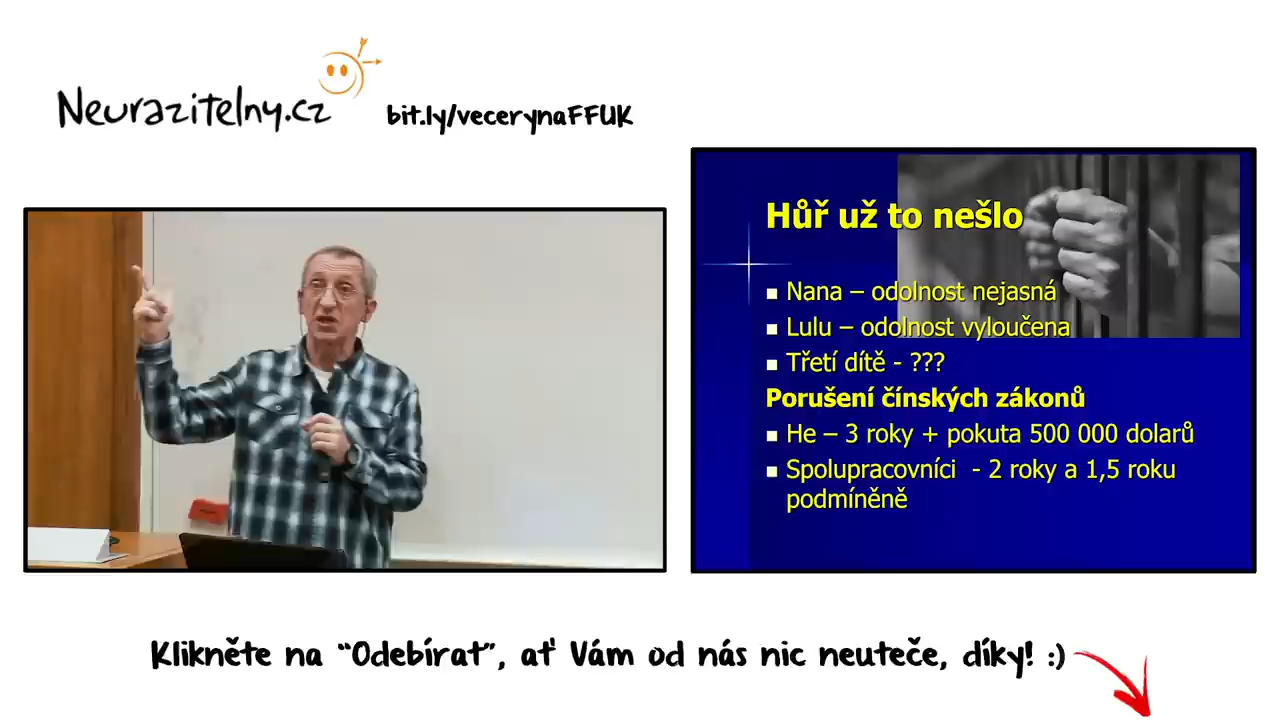 Neurazitelny.cz
bit.ly/vecerynaFFUK
Hůř už to nešlo
Nana – odolnost nejasná
Lulu – odolnost vyloučena
Třetí dítě - ???
Porušení čínských zákonů
He – 3 roky + pokuta 500 000 dolarů
Spolupracovníci - 2 roky a 1,5 roku
podmíněně
Klikněte na "Odebírat", ať Vám od nás nic neuteče, díky! :)